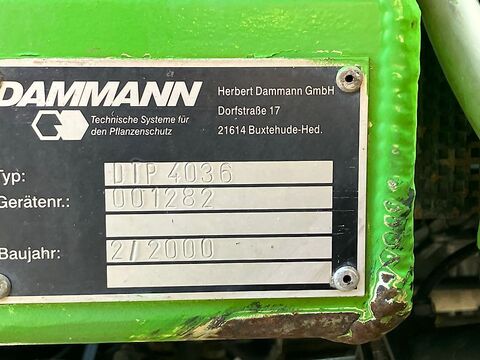 DAMMANN
Technische Systeme für
den Pflanzenschutz
Herbert Dammann GmbH
Dorfstraße 17
21614 Buxtehude-Hed.
Typ: DTP 4036
Gerätenr.: 001282
Baujahr: 2/2000